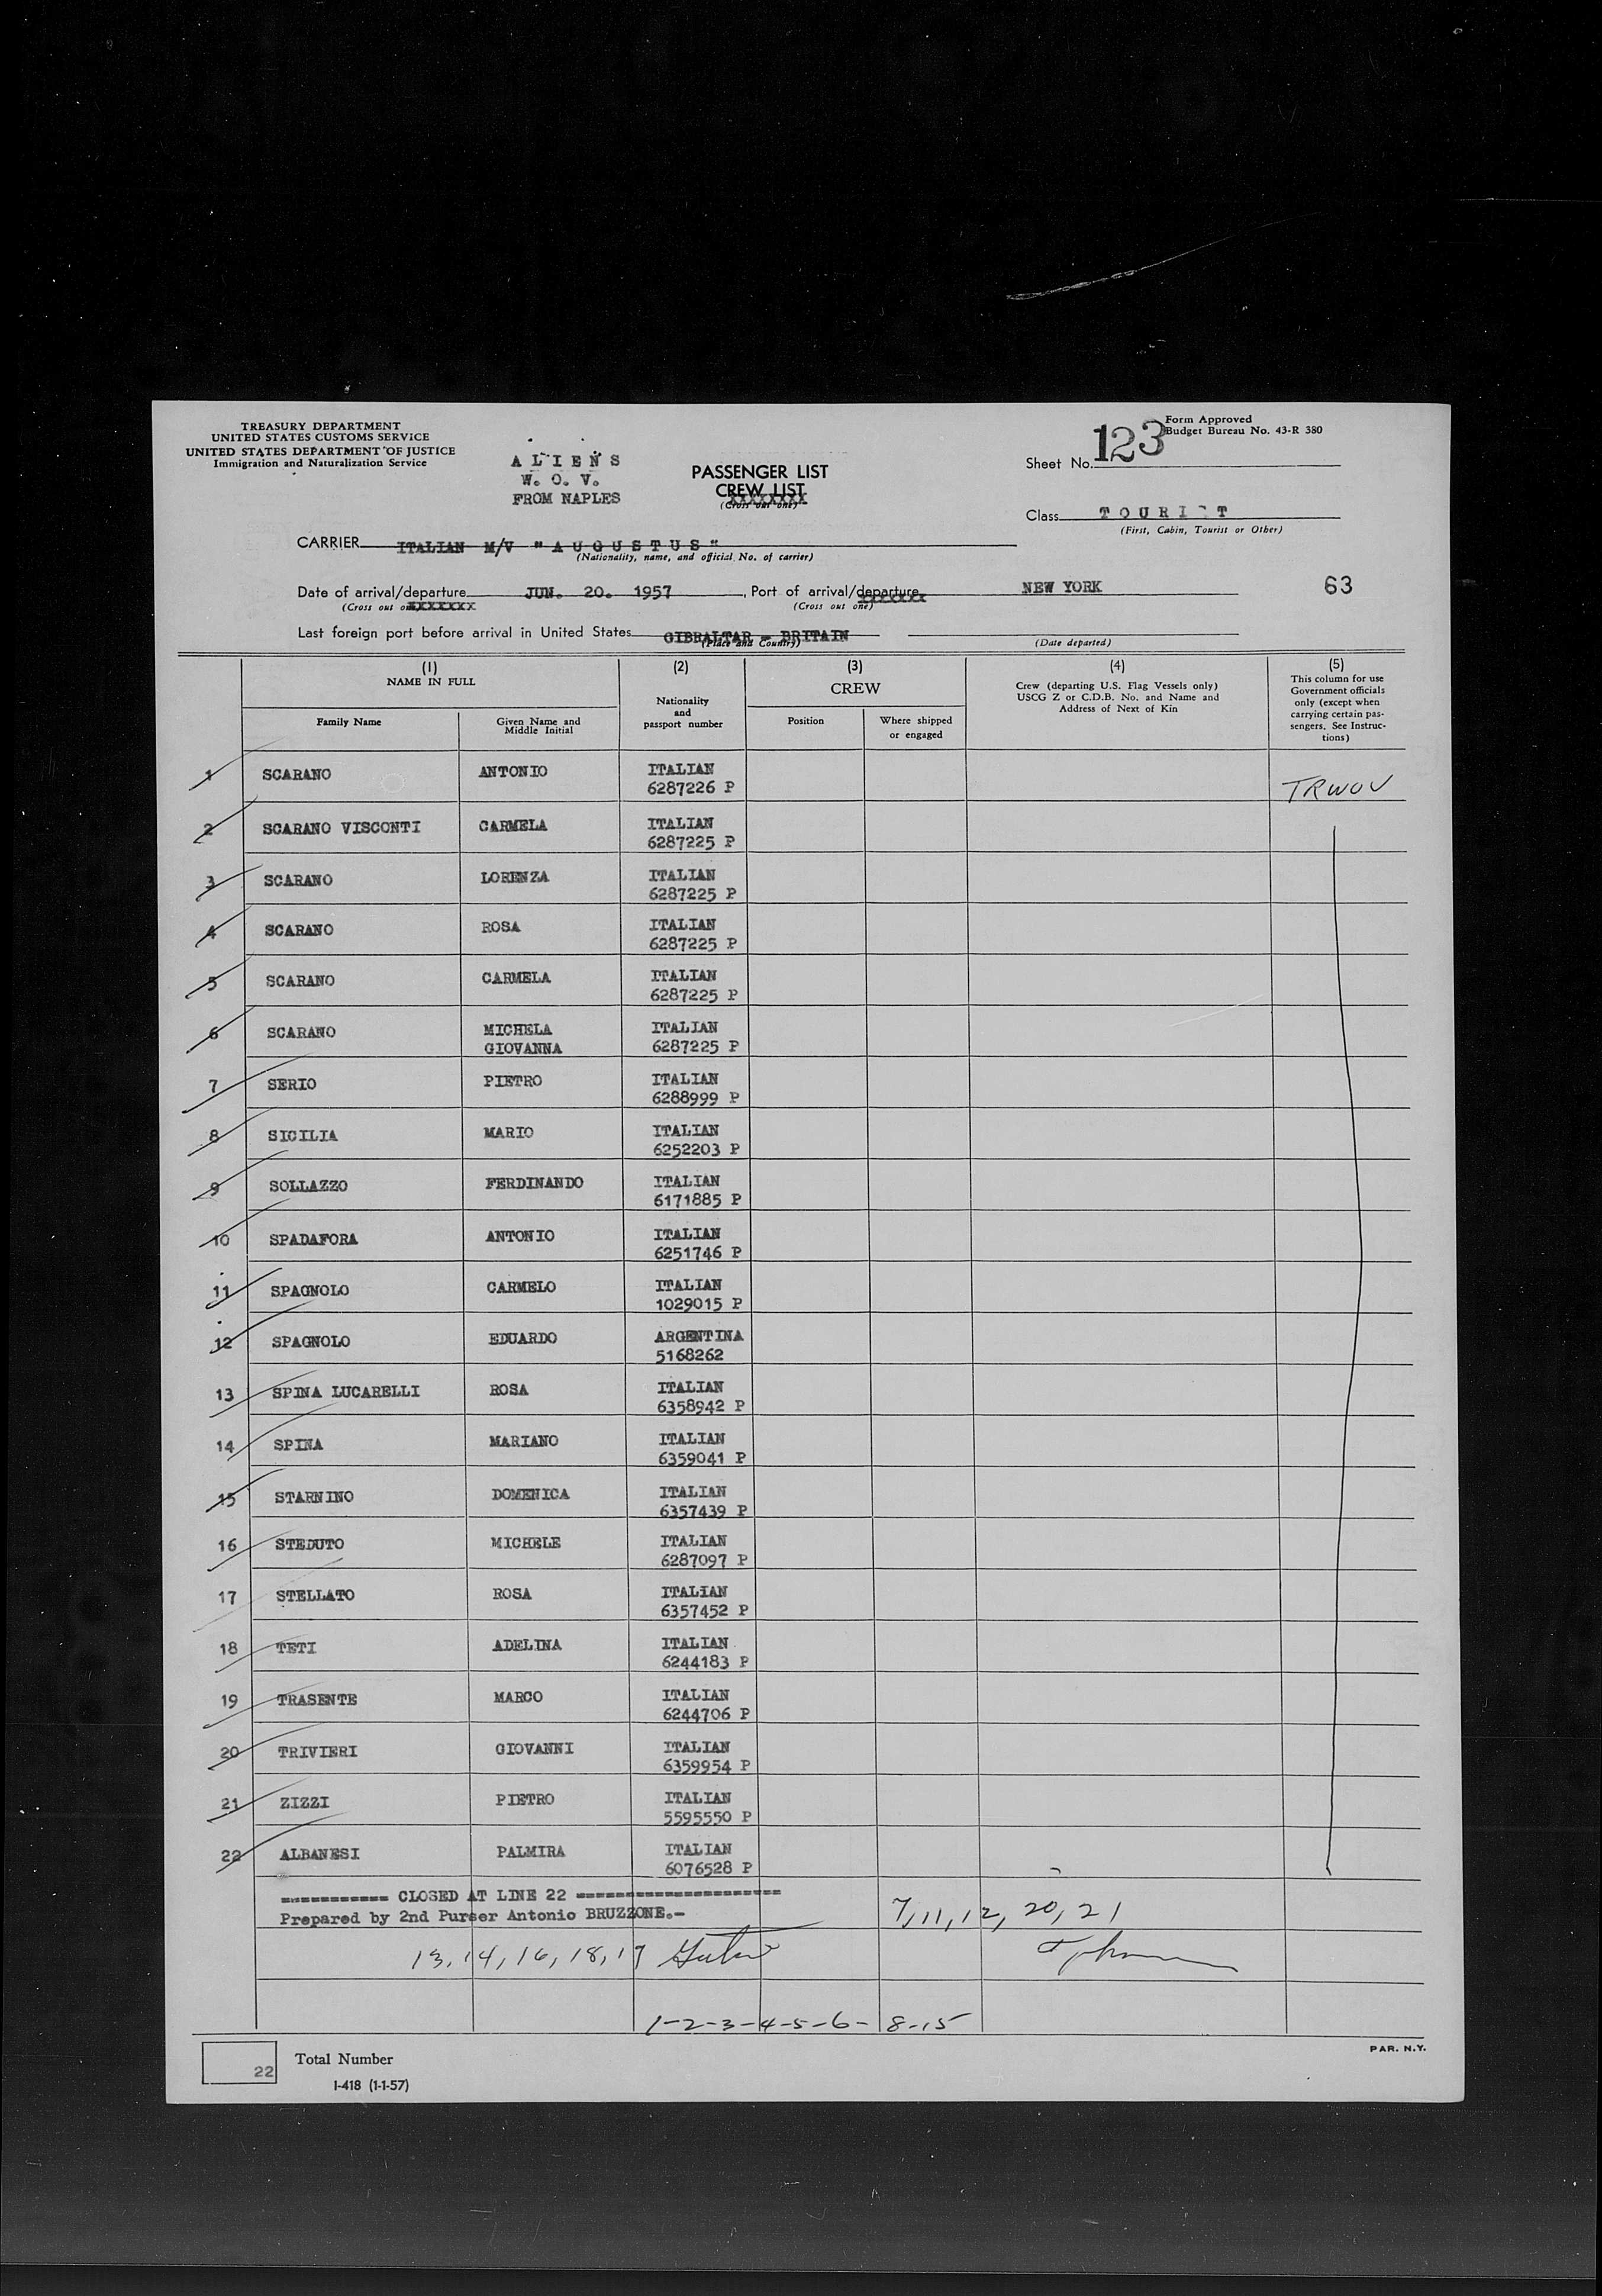 TREASURY DEPARTMENT
UNITED STATES CUSTOMS SERVICE
UNITED STATES DEPARTMENT OF JUSTICE
Immigration and Naturalization Service
ALIENS
W. O. V.
FROM NAPLES
PASSENGER LIST
CREW LIST
(Cross out one)
Form Approved
Budget Bureau No. 43-R 380
Sheet No. 123
Class TOURIST
(First, Cabin, Tourist or Other)
CARRIER ITALIAN M/V "AUGUSTUS"
(Nationality, name, and official No. of carrier)
Date of arrival/departure JUN. 20. 1957, Port of arrival/departure NEW YORK 63
(Cross out one) (Cross out one)
Last foreign port before arrival in United States GIBRALTAR - BRITAIN
(Place and Country) (Date departed)
(1) (2) (3) (4) (5)
NAME IN FULL
Family Name
Given Name and Middle Initial
Nationality and passport number
CREW
Position
Where shipped or engaged
Crew (departing U.S. Flag Vessels only)
USCG Z or C.D.B. No. and Name and
Address of Next of Kin
This column for use
Government officials
only (except when
carrying certain pas-
sengers. See Instruc-
tions)
1 SCARANO ANTONIO ITALIAN 6287226 P TRWOV
2 SCARANO VISCONTI CARMELA ITALIAN 6287225 P
3 SCARANO LORENZA ITALIAN 6287225 P
4 SCARANO ROSA ITALIAN 6287225 P
5 SCARANO CARMELA ITALIAN 6287225 P
6 SCARANO MICHELA GIOVANNA ITALIAN 6287225 P
7 SERIO PIETRO ITALIAN 6288999 P
8 SICILIA MARIO ITALIAN 6252203 P
9 SOLLAZZO FERDINANDO ITALIAN 6171885 P
10 SPADAFORA ANTONIO ITALIAN 6251746 P
11 SPAGNOLO CARMELO ITALIAN 1029015 P
12 SPAGNOLO EDUARDO ARGENTINA 5168262
13 SPINA LUCARELLI ROSA ITALIAN 6358942 P
14 SPINA MARIANO ITALIAN 6359041 P
15 STARNINO DOMENICA ITALIAN 6357439 P
16 STEDUTO MICHELE ITALIAN 6287097 P
17 STELLATO ROSA ITALIAN 6357452 P
18 TETI ADELINA ITALIAN 6244183 P
19 TRASENTE MARCO ITALIAN 6244706 P
20 TRIVIERI GIOVANNI ITALIAN 6359954 P
21 ZIZZI PIETRO ITALIAN 5595550 P
22 ALBANESI PALMIRA ITALIAN 6076528 P
=========== CLOSED AT LINE 22 =====================
Prepared by 2nd Purser Antonio BRUZZONE.-
7, 11, 12, 20, 21
13, 14, 16, 18, 19
1-2-3-4-5-6-8-15
22 Total Number
I-418 (1-1-57)
PAR. N.Y.